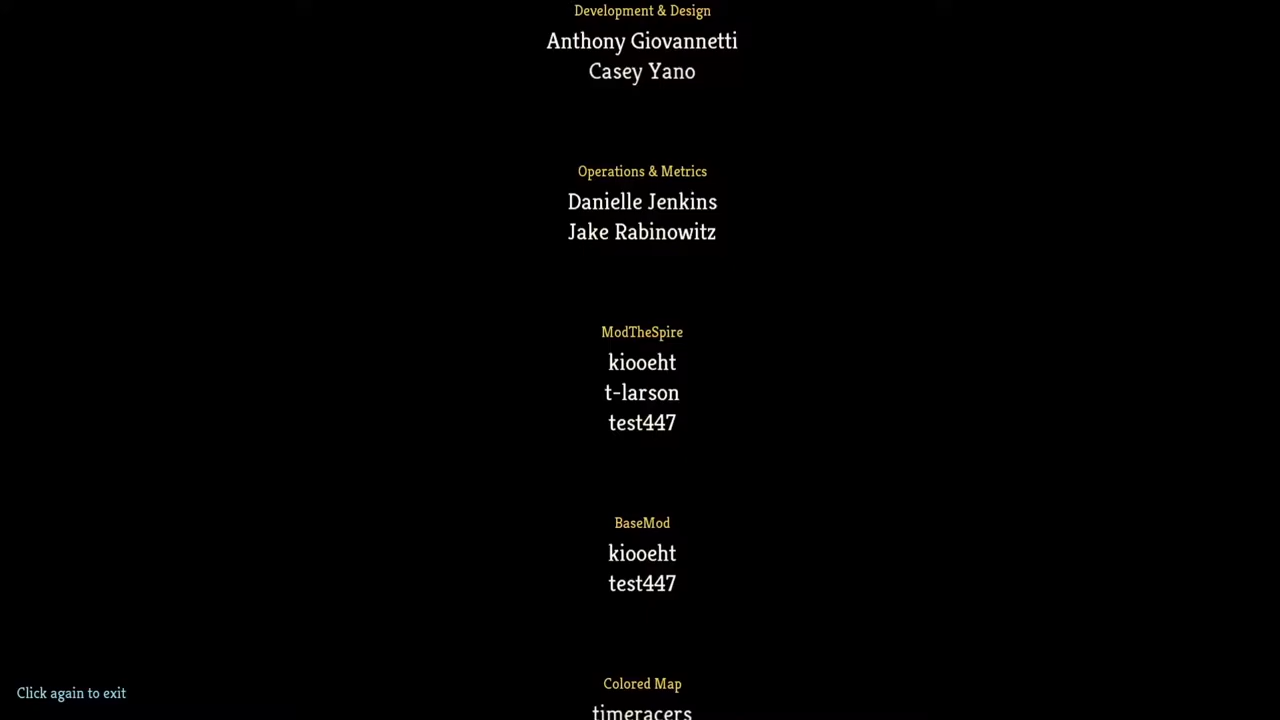 Development & Design
Anthony Giovannetti
Casey Yano
Operations & Metrics
Danielle Jenkins
Jake Rabinowitz
ModTheSpire
kiooeht
t-larson
test447
BaseMod
kiooeht
test447
Colored Map
timeracers
Click again to exit